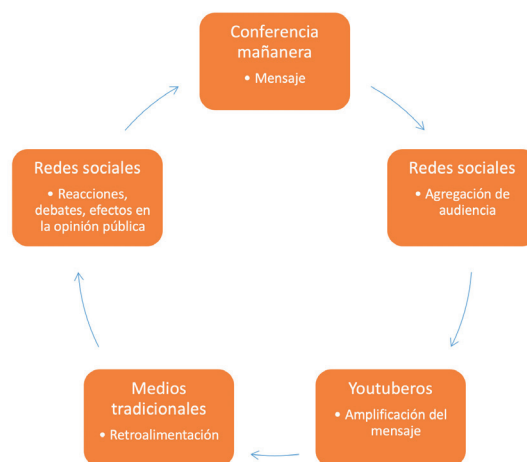 Conferencia
mañanera
• Mensaje
Redes sociales
• Agregación de
audiencia
Youtuberos
• Amplificación del
mensaje
Medios
tradicionales
• Retroalimentación
Redes sociales
• Reacciones,
debates, efectos en
la opinión pública